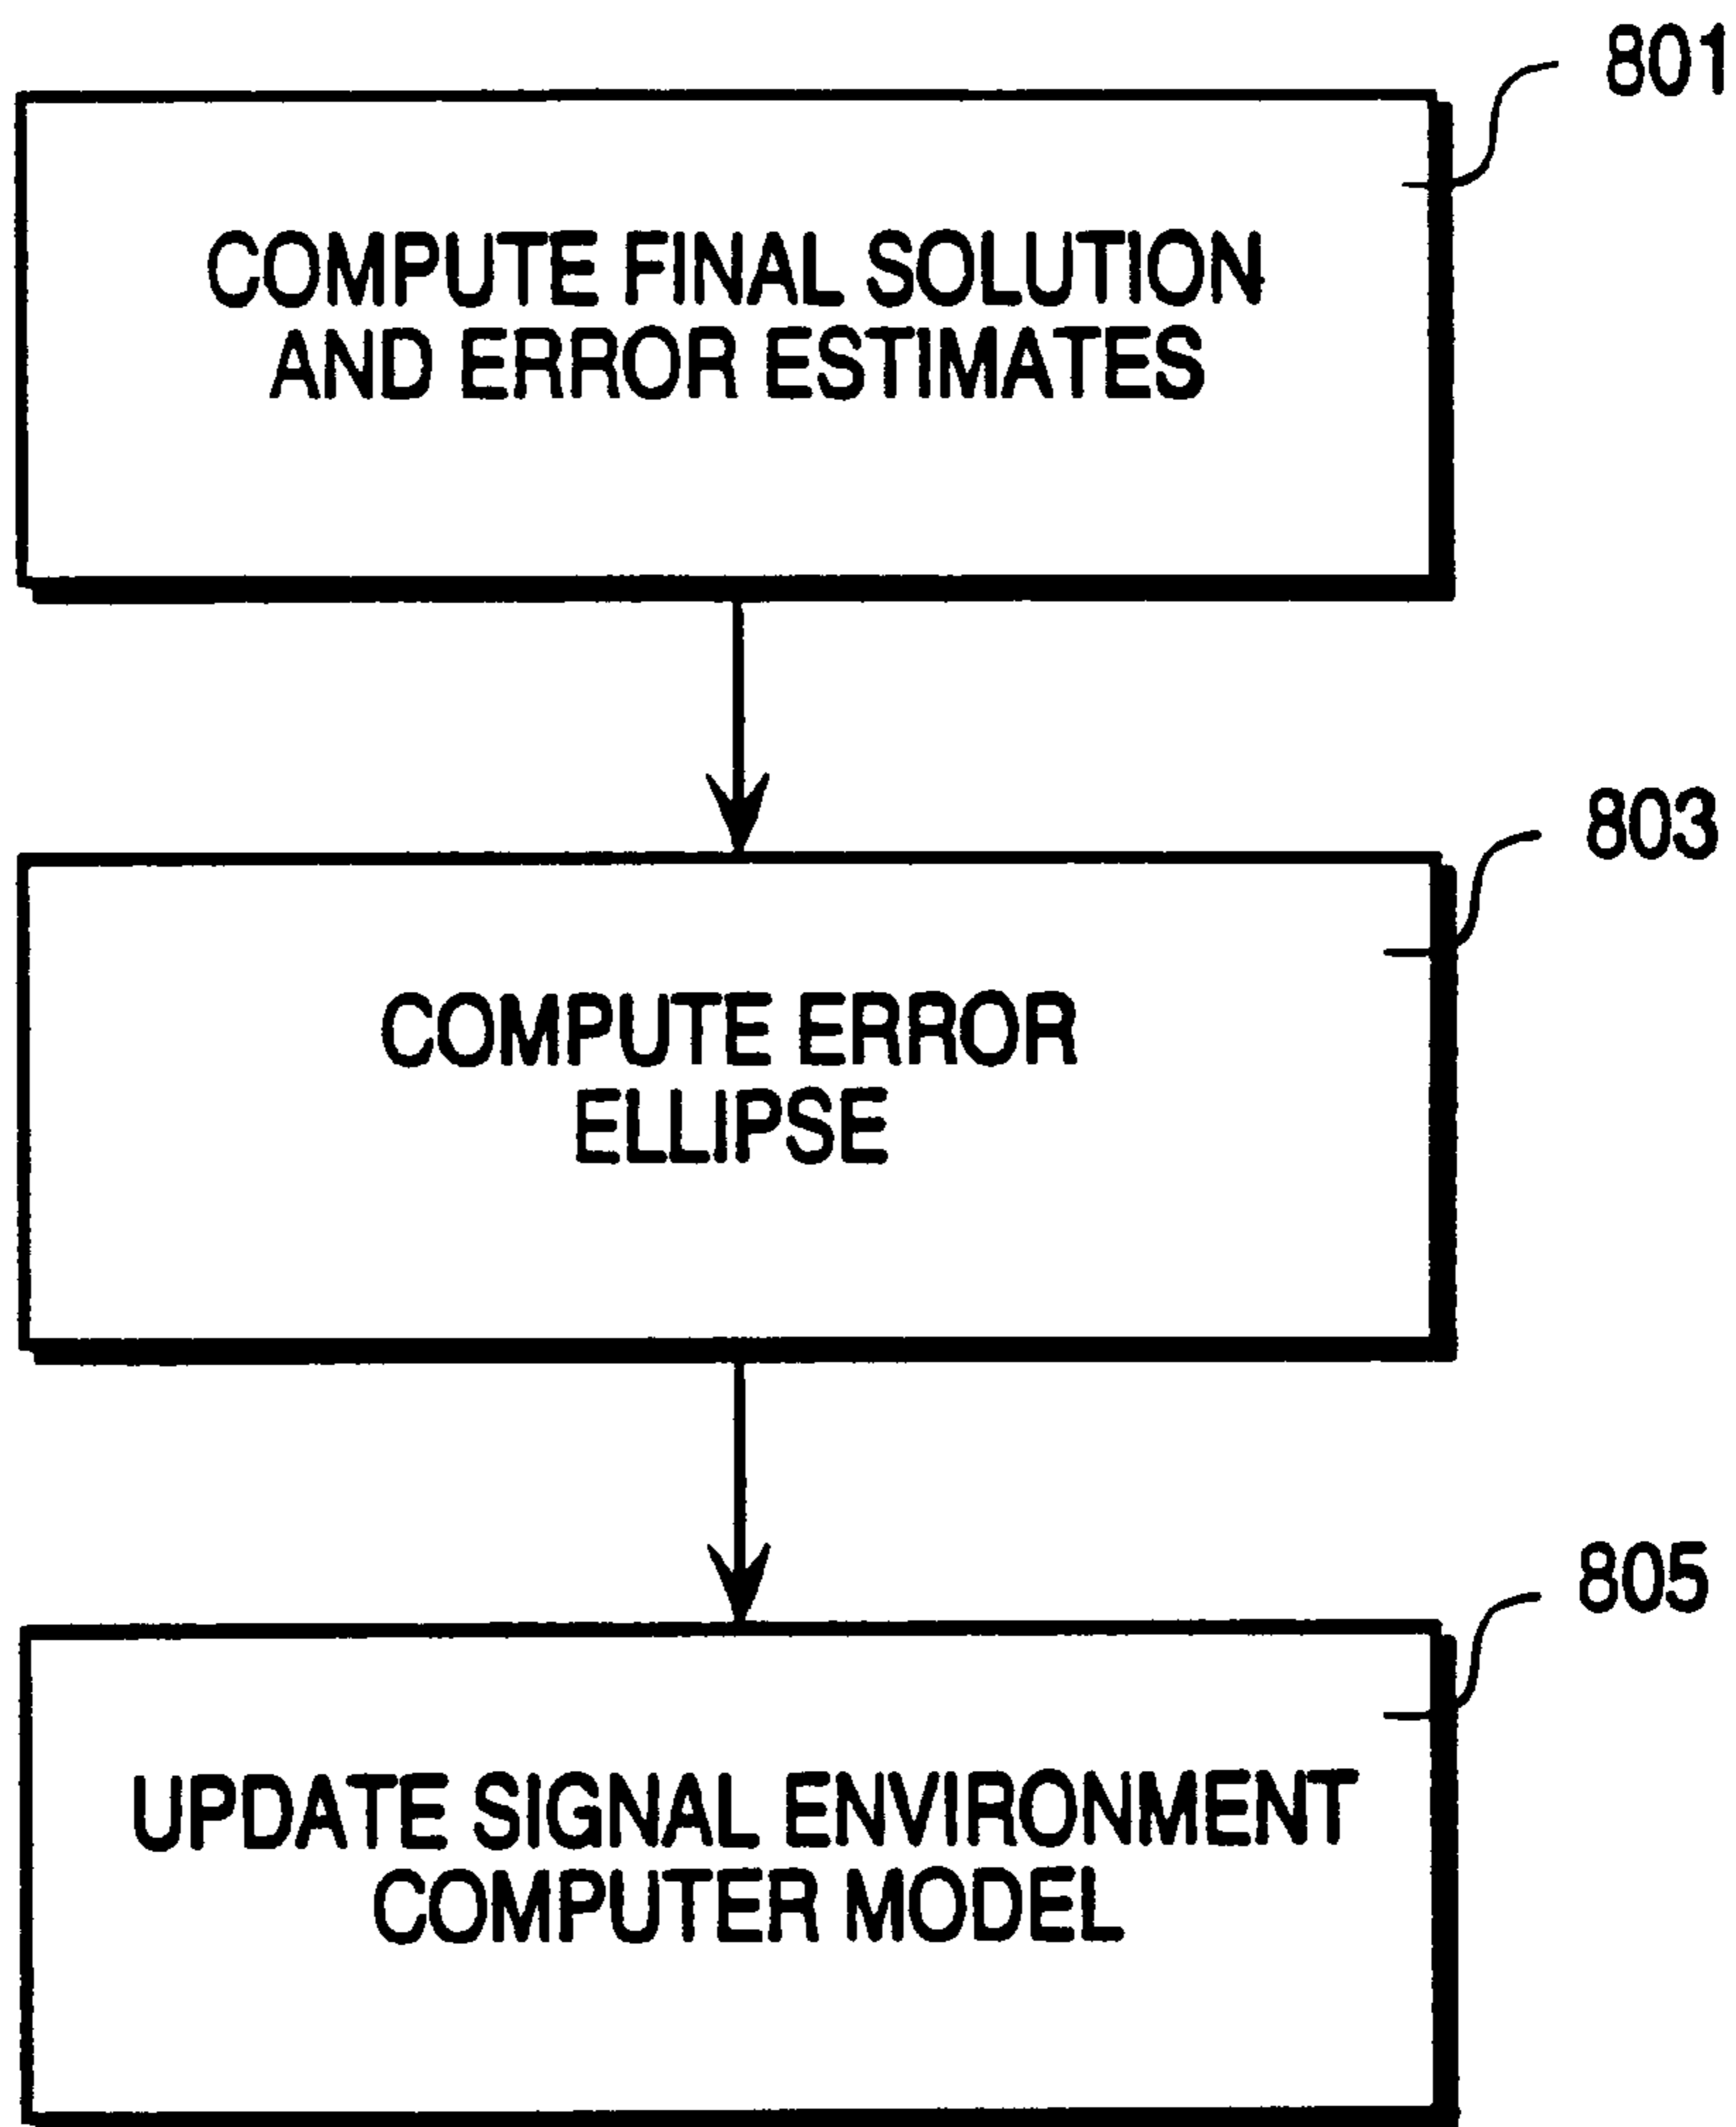 801
COMPUTE FINAL SOLUTION
AND ERROR ESTIMATES
803
COMPUTE ERROR
ELLIPSE
805
UPDATE SIGNAL ENVIRONMENT
COMPUTER MODEL